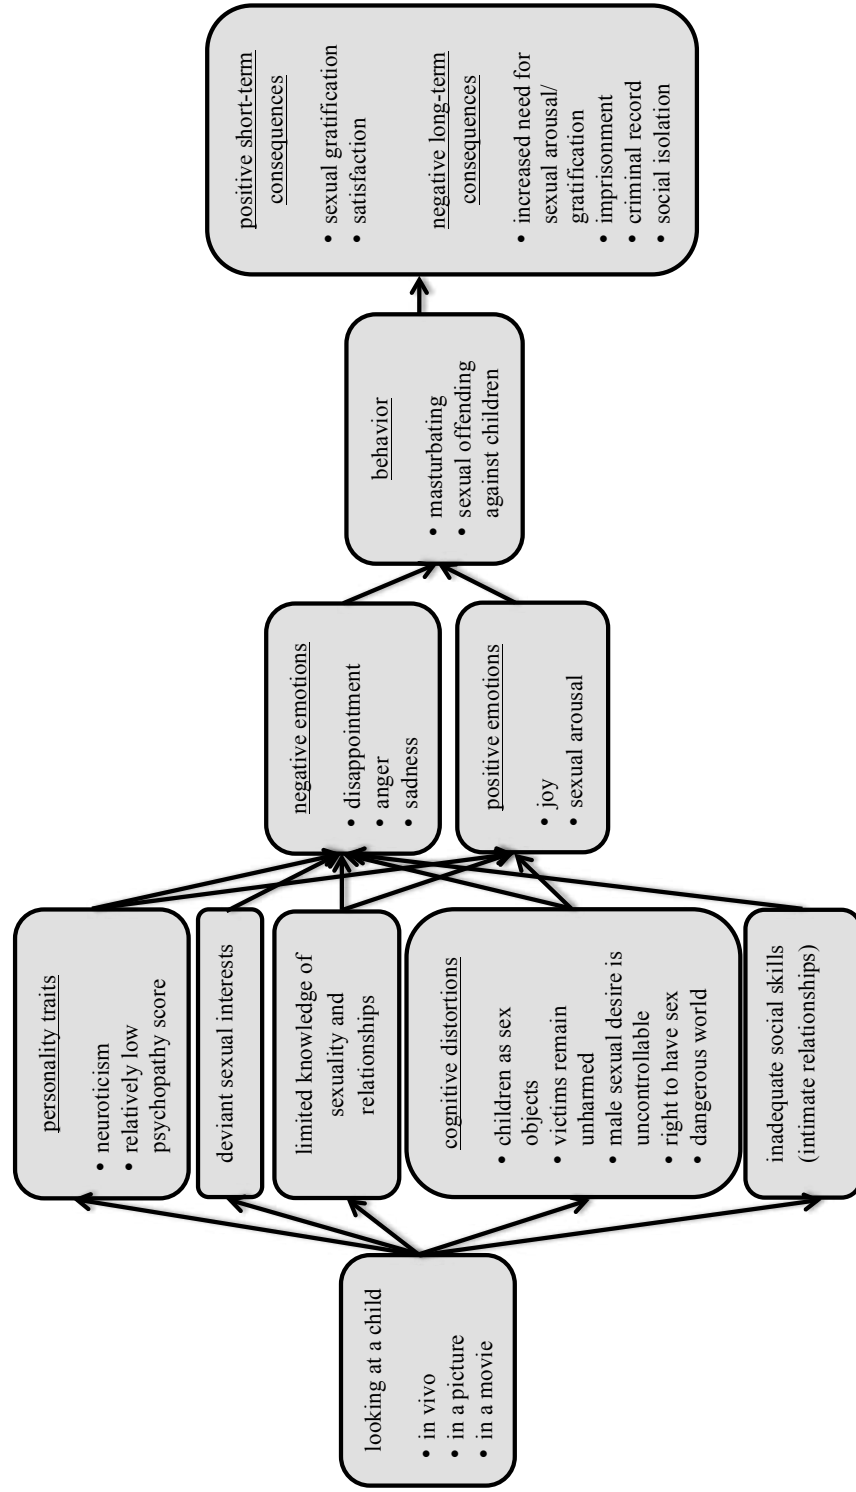 looking at a child
• in vivo
• in a picture
• in a movie
personality traits
• neuroticism
• relatively low
psychopathy score
deviant sexual interests
limited knowledge of
sexuality and
relationships
cognitive distortions
• children as sex
objects
• victims remain
unharmed
• male sexual desire is
uncontrollable
• right to have sex
• dangerous world
inadequate social skills
(intimate relationships)
negative emotions
• disappointment
• anger
• sadness
positive emotions
• joy
• sexual arousal
behavior
• masturbating
• sexual offending
against children
positive short-term
consequences
• sexual gratification
• satisfaction
negative long-term
consequences
• increased need for
sexual arousal/
gratification
• imprisonment
• criminal record
• social isolation